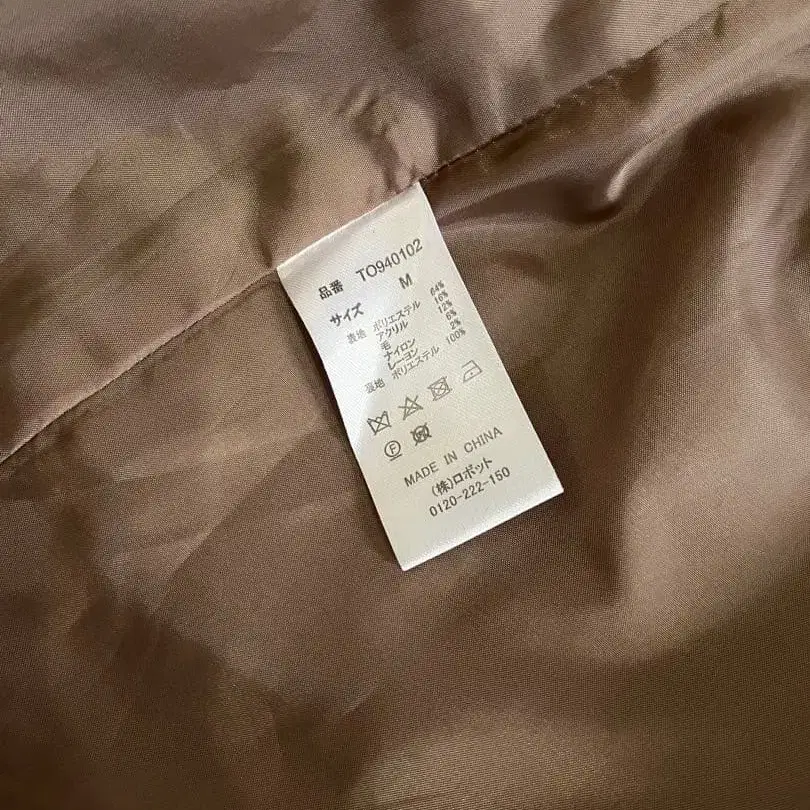 品番 TO940102
サイズ M
表地 ポリエステル 64%
アクリル 16%
毛 12%
ナイロン 6%
レーヨン 2%
裏地 ポリエステル 100%
F
MADE IN CHINA
(株)ロボット
0120-222-150